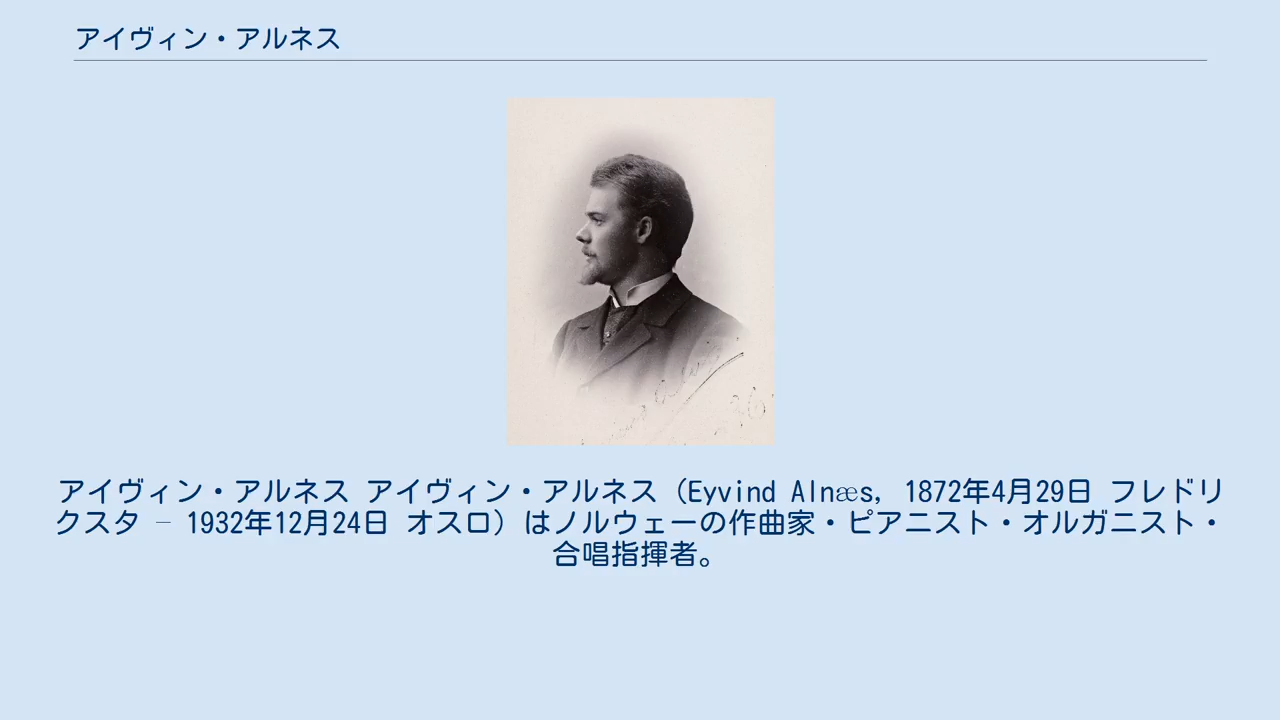 アイヴィン・アルネス
アイヴィン・アルネス アイヴィン・アルネス（Eyvind Alnæs, 1872年4月29日 フレドリ
クスタ – 1932年12月24日 オスロ）はノルウェーの作曲家・ピアニスト・オルガニスト・
合唱指揮者。